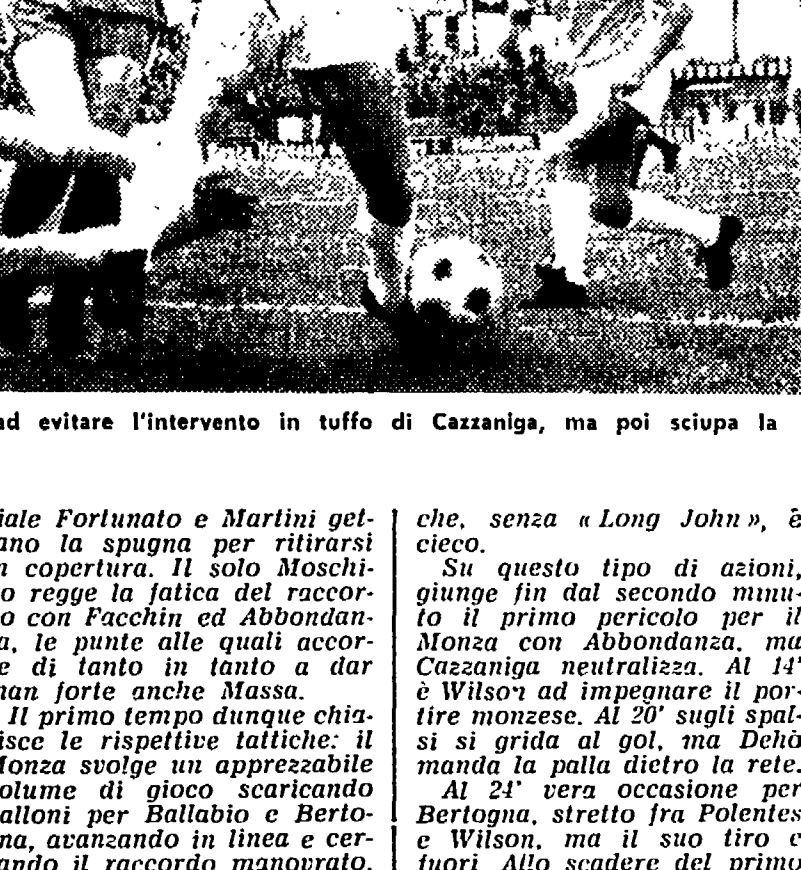 ad evitare l'intervento in tuffo di Cazzaniga, ma poi sciupa la
iale Fortunato e Martini get-
ano la spugna per ritirarsi
n copertura. Il solo Moschi-
o regge la fatica del raccor-
o con Facchin ed Abbondan-
a, le punte alle quali accor-
e di tanto in tanto a dar
man forte anche Massa.
Il primo tempo dunque chia-
isce le rispettive tattiche: il
Monza svolge un apprezzabile
olume di gioco scaricando
alloni per Ballabio e Berto-
na, avanzando in linea e cer-
ando il raccordo manovrato,
che, senza « Long John », è
cieco.
Su questo tipo di azioni,
giunge fin dal secondo minu-
to il primo pericolo per il
Monza con Abbondanza, ma
Cazzaniga neutralizza. Al 14'
è Wilson ad impegnare il por-
tire monzese. Al 20' sugli spal-
si si grida al gol, ma Dehò
manda la palla dietro la rete.
Al 24' vera occasione per
Bertogna, stretto fra Polentes
e Wilson, ma il suo tiro è
fuori. Allo scadere del primo